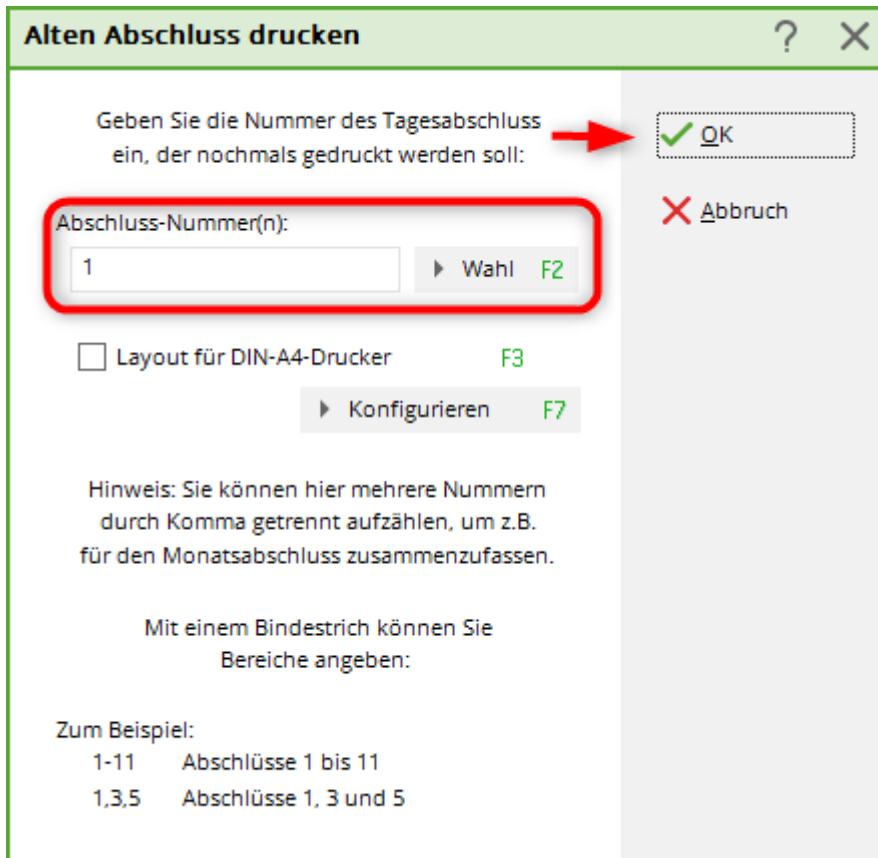 Alten Abschluss drucken
Geben Sie die Nummer des Tagesabschluss
ein, der nochmals gedruckt werden soll:
OK
Abbruch
Abschluss-Nummer(n):
1
Wahl F2
Layout für DIN-A4-Drucker F3
Konfigurieren F7
Hinweis: Sie können hier mehrere Nummern
durch Komma getrennt aufzählen, um z.B.
für den Monatsabschluss zusammenzufassen.
Mit einem Bindestrich können Sie
Bereiche angeben:
Zum Beispiel:
1-11 Abschlüsse 1 bis 11
1,3,5 Abschlüsse 1, 3 und 5